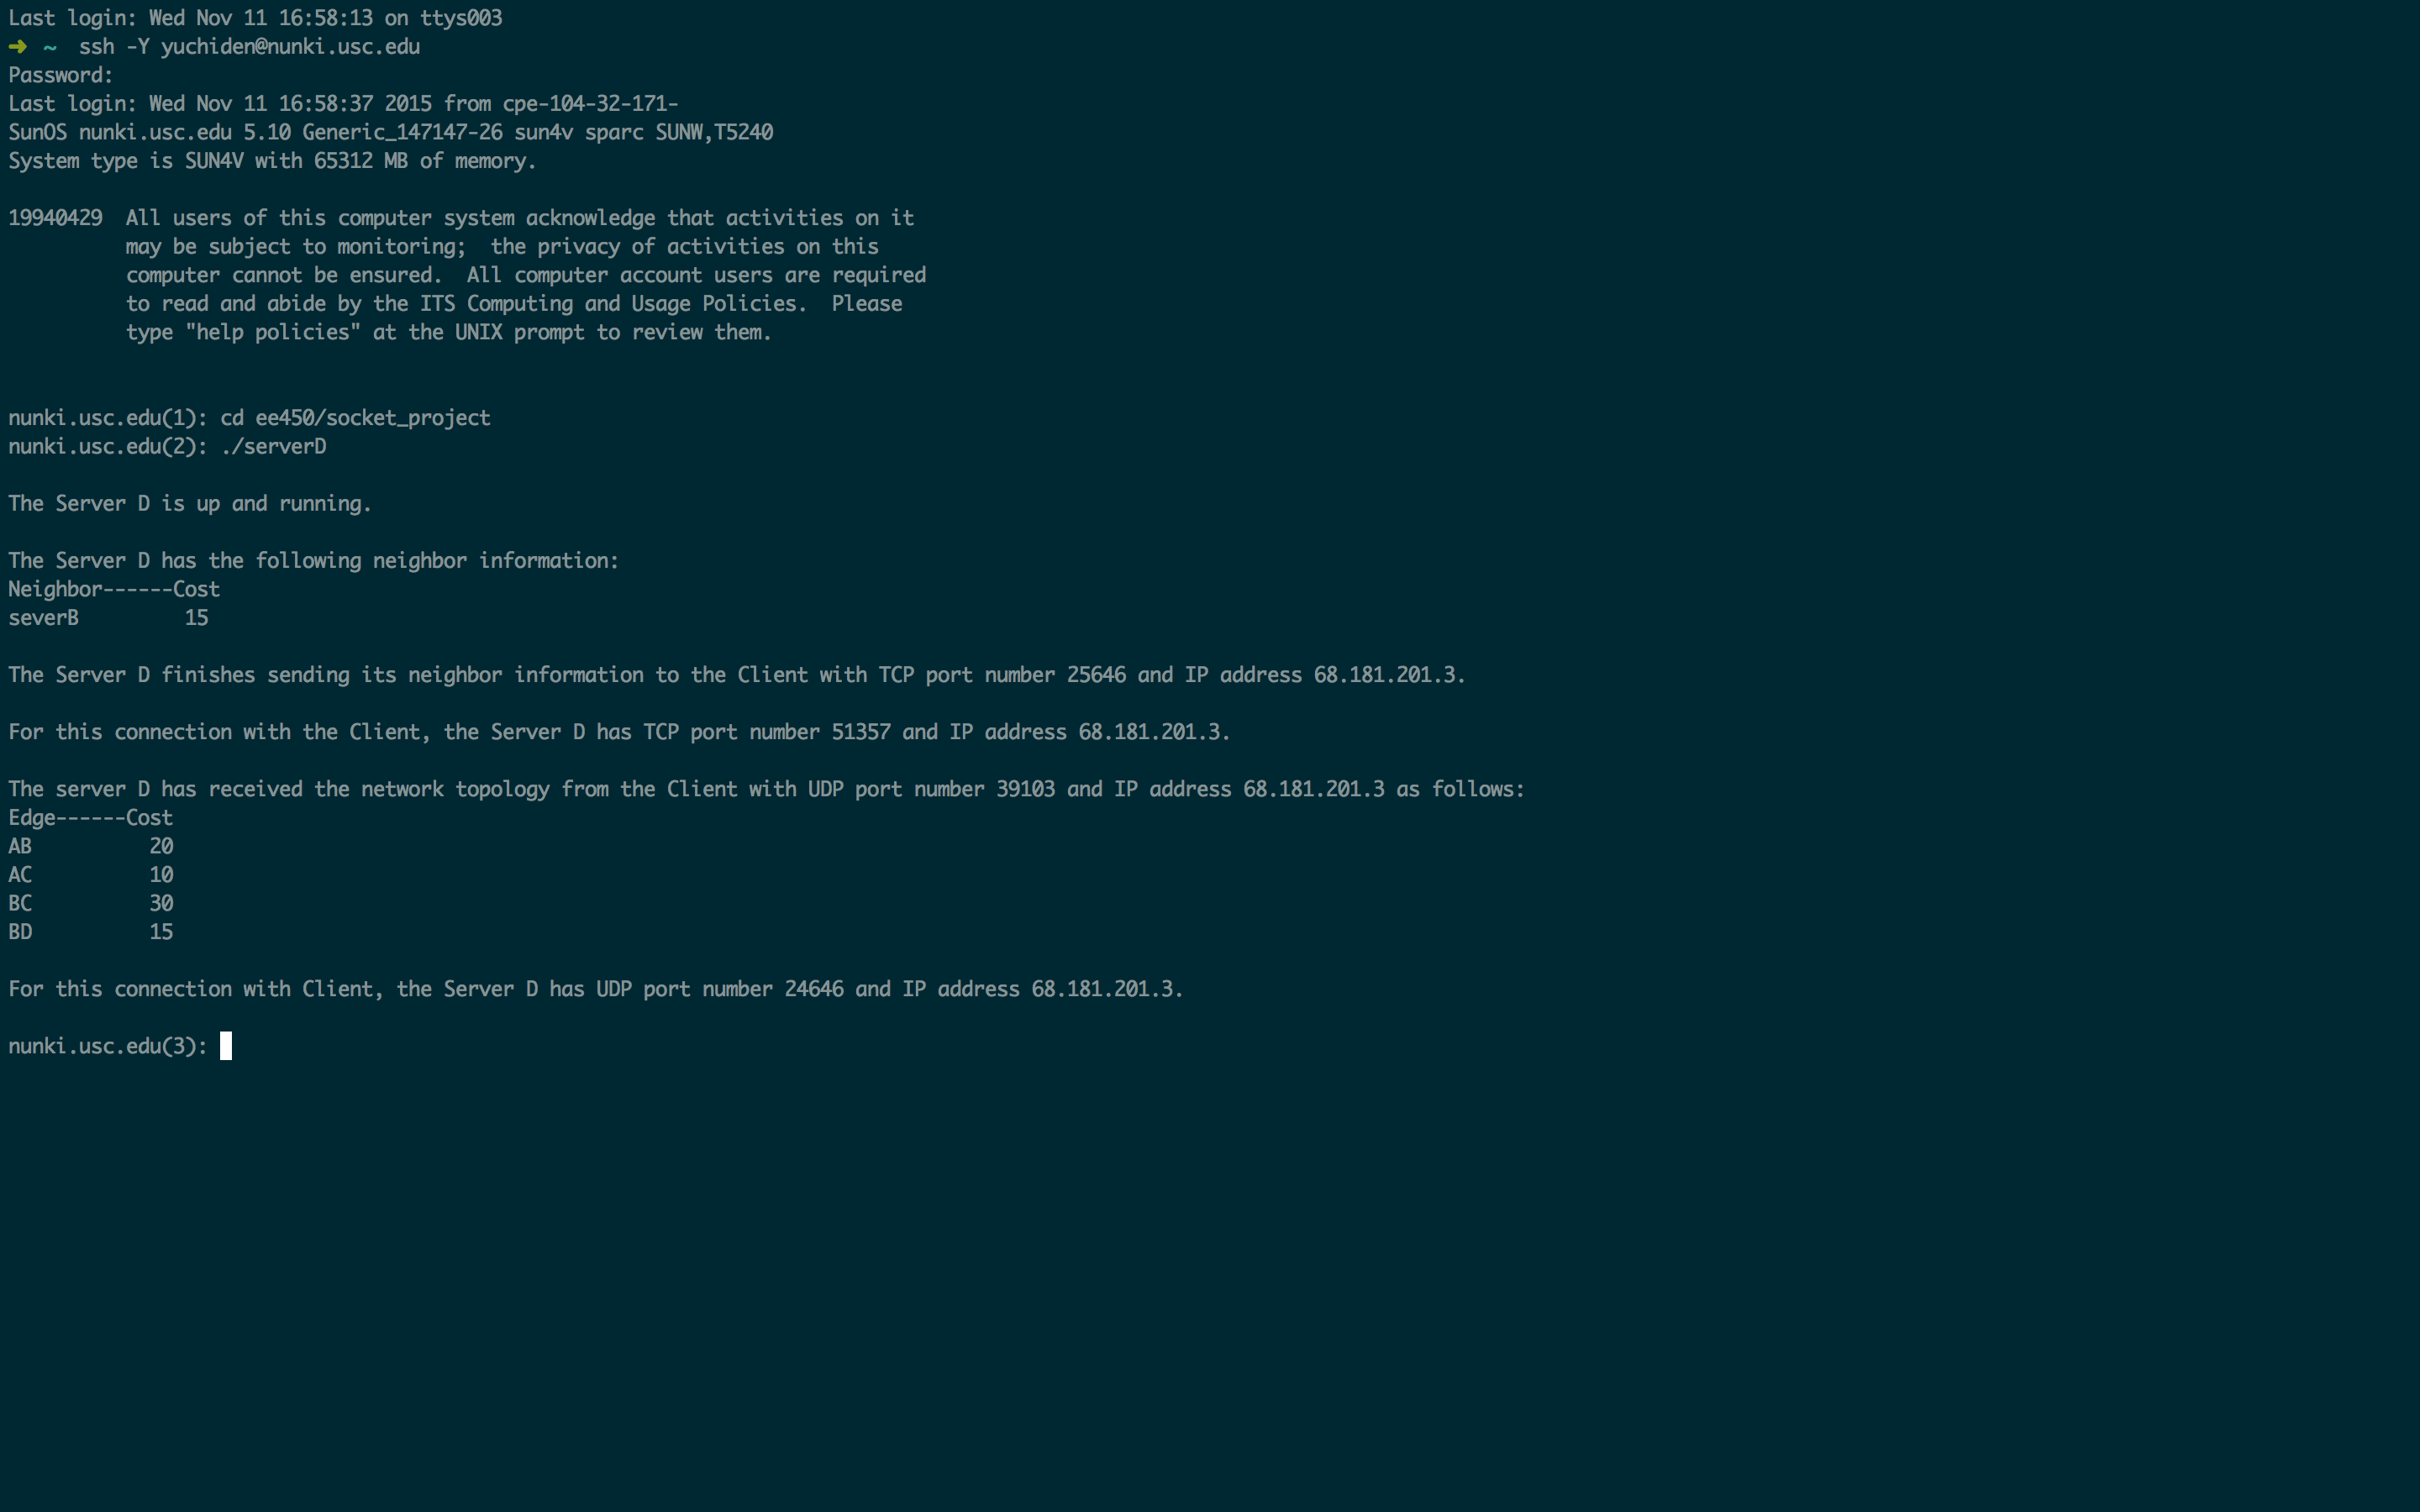 Last login: Wed Nov 11 16:58:13 on ttys003
➜  ~  ssh -Y yuchiden@nunki.usc.edu
Password:
Last login: Wed Nov 11 16:58:37 2015 from cpe-104-32-171-
SunOS nunki.usc.edu 5.10 Generic_147147-26 sun4v sparc SUNW,T5240
System type is SUN4V with 65312 MB of memory.

19940429  All users of this computer system acknowledge that activities on it
          may be subject to monitoring;  the privacy of activities on this
          computer cannot be ensured.  All computer account users are required
          to read and abide by the ITS Computing and Usage Policies.  Please
          type "help policies" at the UNIX prompt to review them.


nunki.usc.edu(1): cd ee450/socket_project
nunki.usc.edu(2): ./serverD

The Server D is up and running.

The Server D has the following neighbor information:
Neighbor------Cost
severB         15

The Server D finishes sending its neighbor information to the Client with TCP port number 25646 and IP address 68.181.201.3.

For this connection with the Client, the Server D has TCP port number 51357 and IP address 68.181.201.3.

The server D has received the network topology from the Client with UDP port number 39103 and IP address 68.181.201.3 as follows:
Edge------Cost
AB          20
AC          10
BC          30
BD          15

For this connection with Client, the Server D has UDP port number 24646 and IP address 68.181.201.3.

nunki.usc.edu(3):